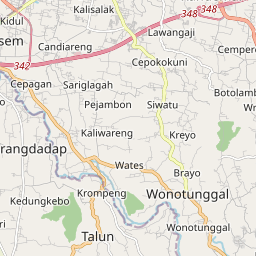 Kalisalak
Kidul
Lawangaji
348
348
sem
Candiareng
Cempere
Cepokokuni
342
Cepagan
Sariglagah
Botolamb
Pejambon
Siwatu
Wr
Kaliwareng
Kreyo
rangdadap
Wates
Brayo
Krompeng
Wonotunggal
Kedungkebo
Talun
Wonotunggal